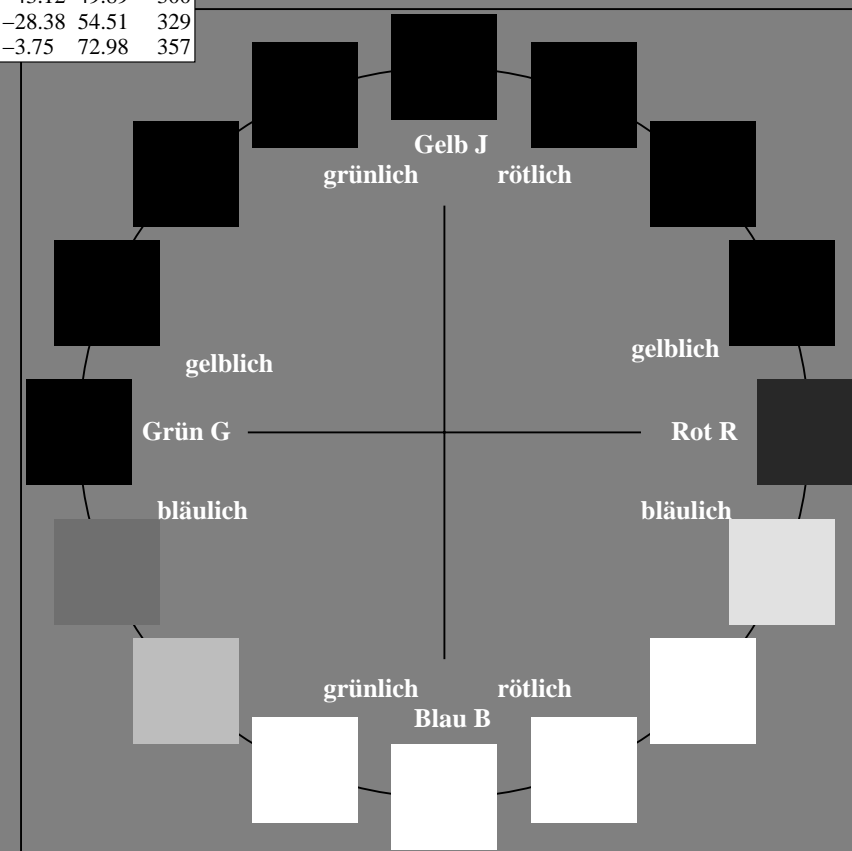 −28.38 54.51 329
−3.75 72.98 357
Gelb J
grünlich rötlich
gelblich gelblich
Grün G Rot R
bläulich bläulich
grünlich rötlich
Blau B